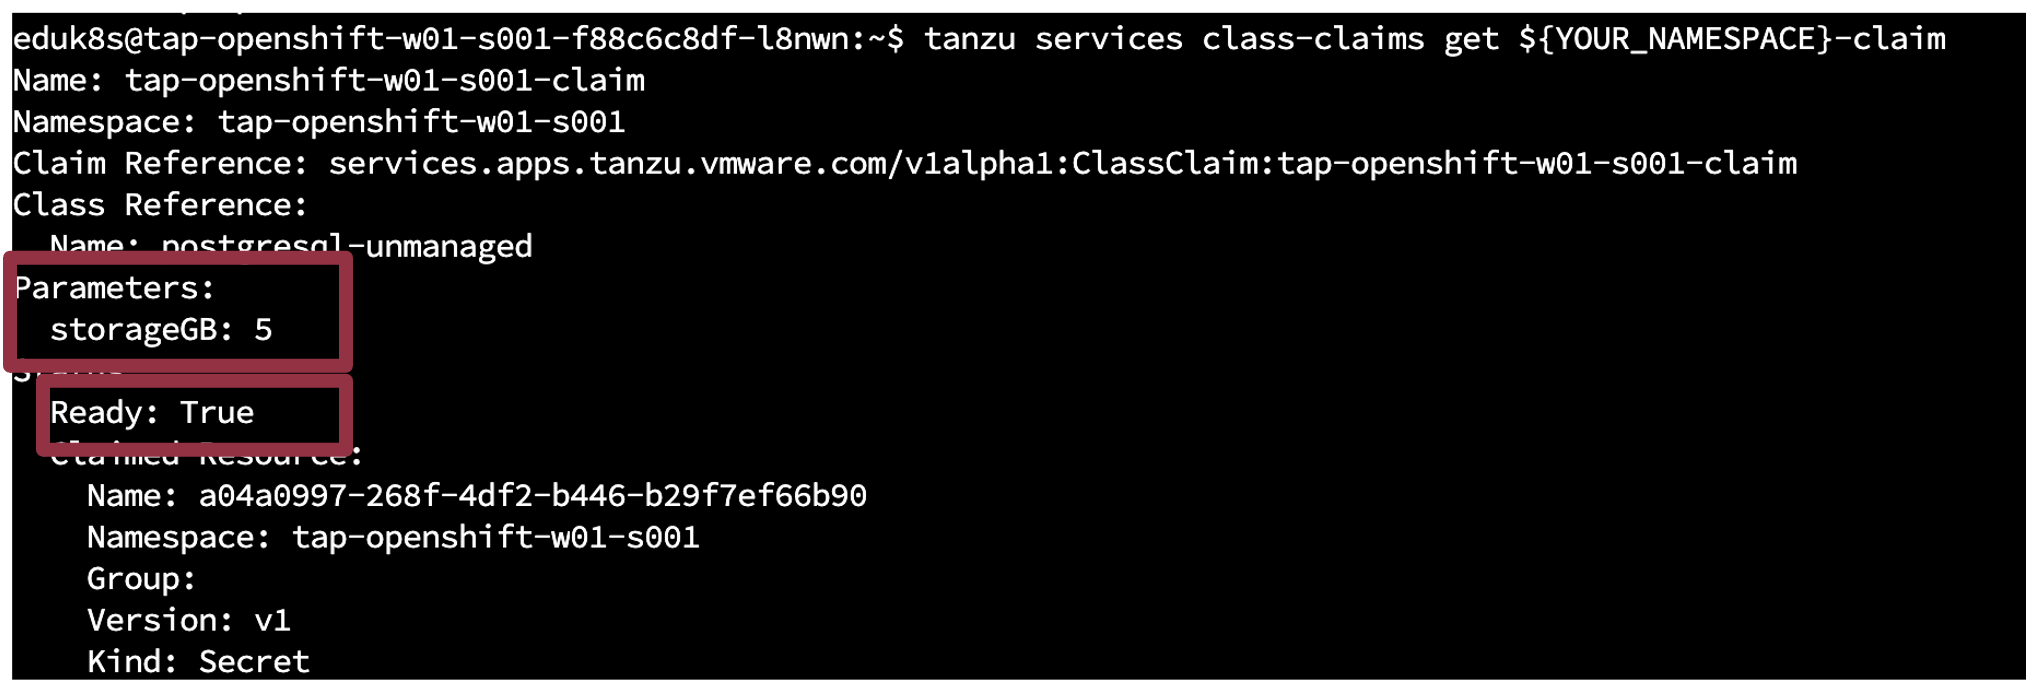 eduk8s@tap-openshift-w01-s001-f88c6c8df-l8nwn:~$ tanzu services class-claims get ${YOUR_NAMESPACE}-claim
Name: tap-openshift-w01-s001-claim
Namespace: tap-openshift-w01-s001
Claim Reference: services.apps.tanzu.vmware.com/v1alpha1:ClassClaim:tap-openshift-w01-s001-claim
Class Reference:
Name: postgresql-unmanaged
Parameters:
storageGB: 5
Ready: True
Claimed Resource:
Name: a04a0997-268f-4df2-b446-b29f7ef66b90
Namespace: tap-openshift-w01-s001
Group:
Version: v1
Kind: Secret